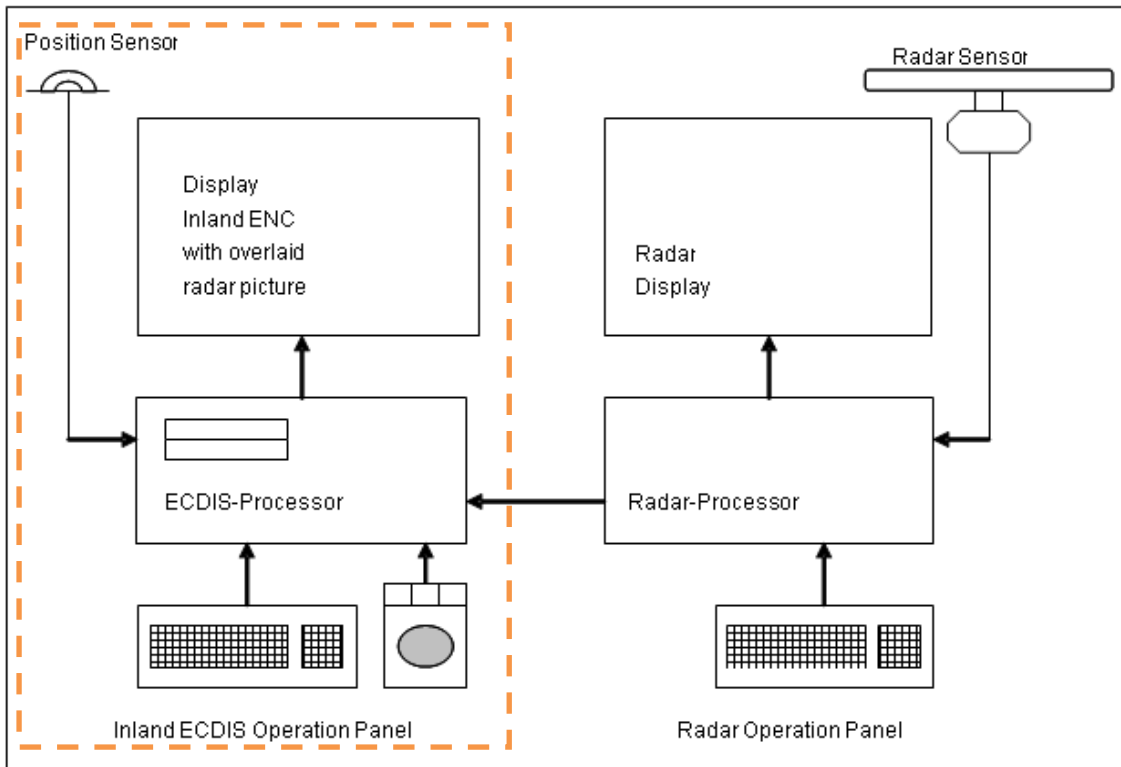 Position Sensor
Radar Sensor
Display
Inland ENC
with overlaid
radar picture
Radar
Display
ECDIS-Processor
Radar-Processor
Inland ECDIS Operation Panel
Radar Operation Panel